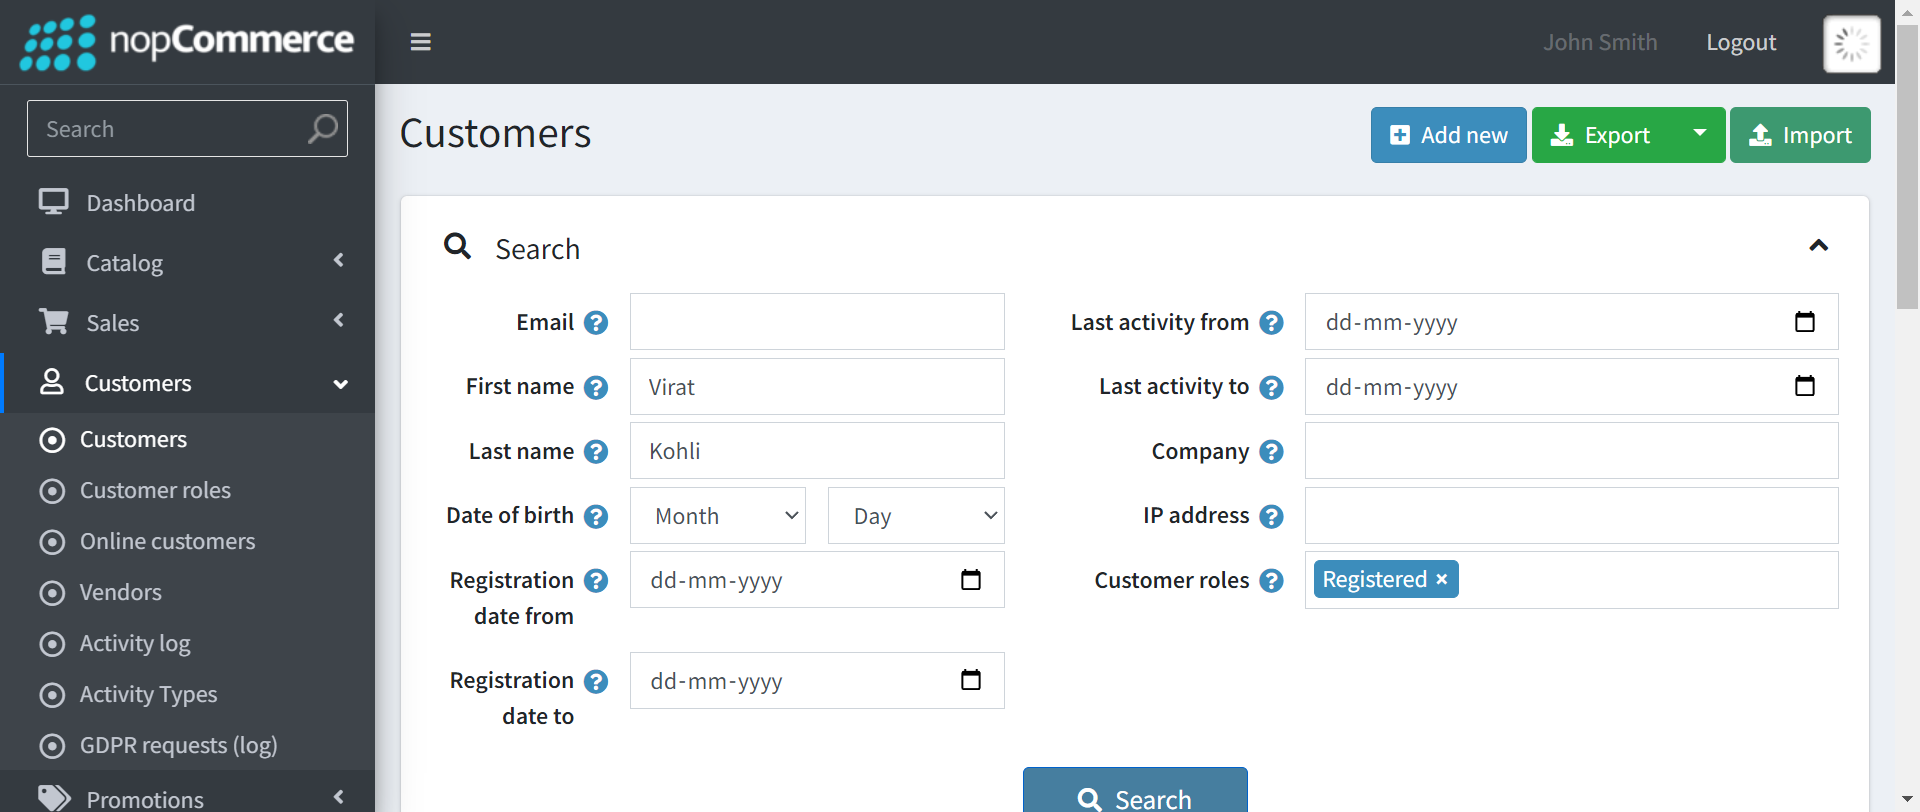 nopCommerce
John Smith
Logout
Search
Customers
Add new
Export
Import
Dashboard
Catalog
Sales
Customers
Customers
Customer roles
Online customers
Vendors
Activity log
Activity Types
GDPR requests (log)
Promotions
Search
Email
First name
Virat
Last name
Kohli
Date of birth
Month
Day
Registration
date from
dd-mm-yyyy
Registration
date to
dd-mm-yyyy
Last activity from
dd-mm-yyyy
Last activity to
dd-mm-yyyy
Company
IP address
Customer roles
Registered ×
Search